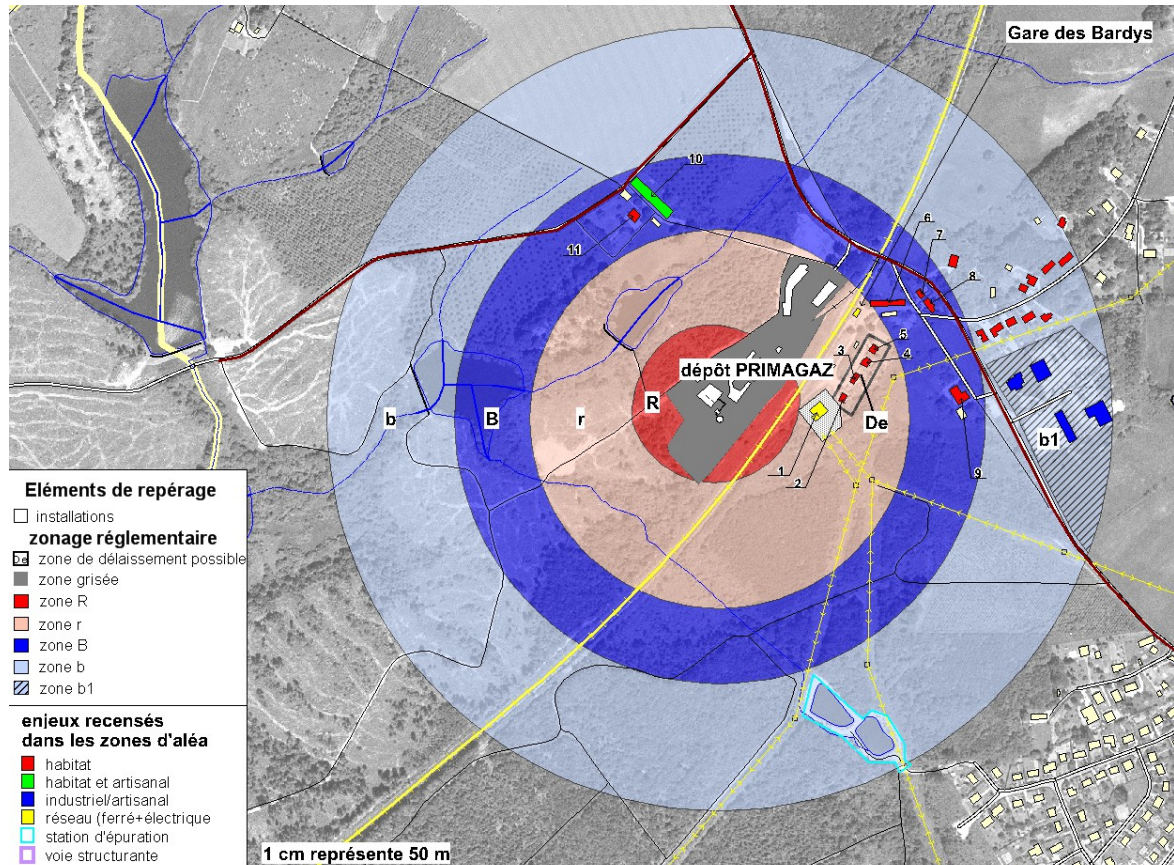 Gare des Bardys
10
11
6
7
8
3
5
4
dépôt PRIMAGAZ
b
B
r
R
De
b1
1
2
9
Eléments de repérage
installations
zonage réglementaire
De zone de délaissement possible
zone grisée
zone R
zone r
zone B
zone b
zone b1
enjeux recensés
dans les zones d'aléa
habitat
habitat et artisanal
industriel/artisanal
réseau (ferré+électrique
station d'épuration
voie structurante
1 cm représente 50 m